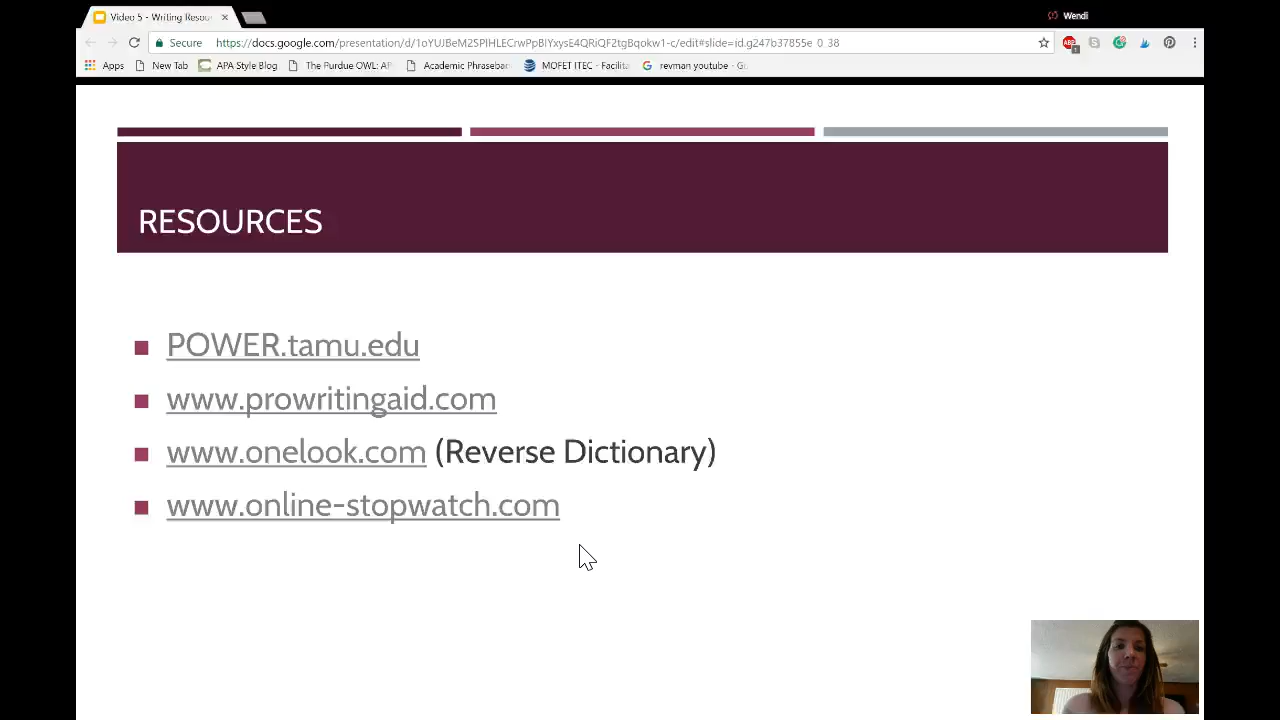 Video 5 - Writing Resou
Wendi
Secure
https://docs.google.com/presentation/d/
edit#slide=id.g247b37855e_0_38
Apps
New Tab
APA Style Blog
The Purdue OWL AP
Academic Phraseban
MOFET ITEC - Facilita
revman youtube - G
RESOURCES
POWER.tamu.edu
www.prowritingaid.com
www.onelook.com (Reverse Dictionary)
www.online-stopwatch.com